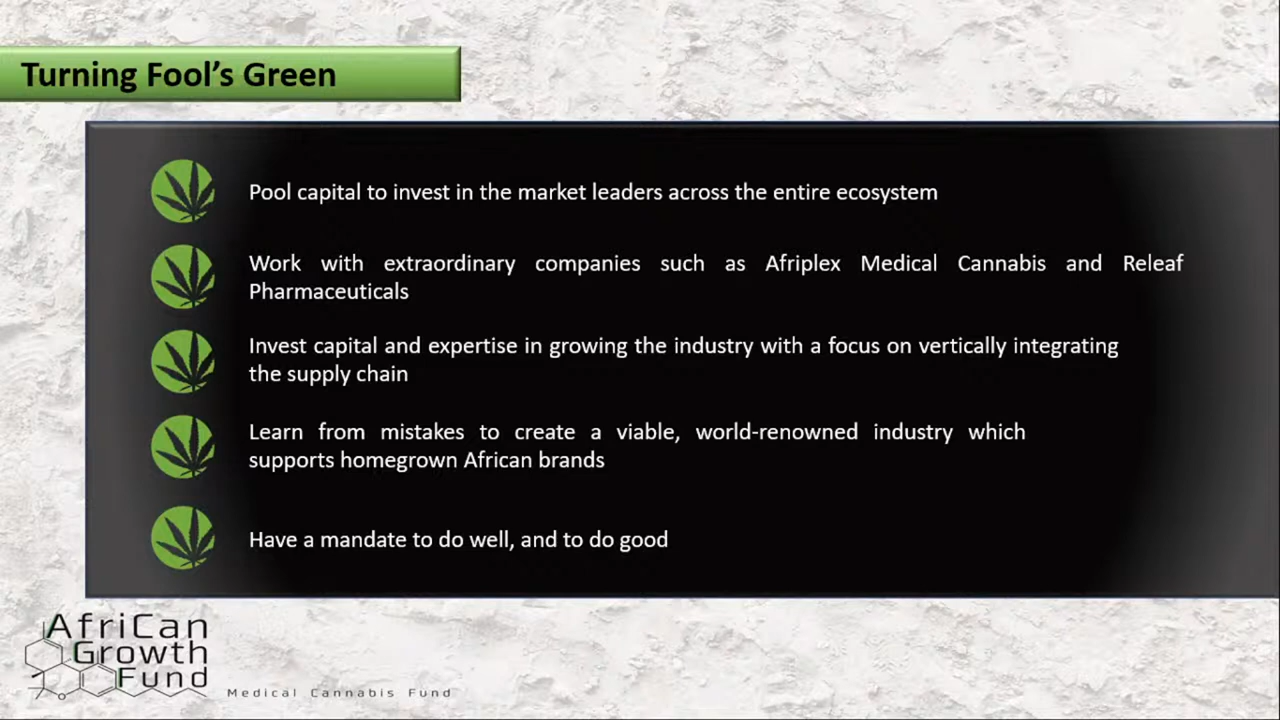 Turning Fool’s Green
Pool capital to invest in the market leaders across the entire ecosystem
Work with extraordinary companies such as Afriplex Medical Cannabis and Releaf
Pharmaceuticals
Invest capital and expertise in growing the industry with a focus on vertically integrating
the supply chain
Learn from mistakes to create a viable, world-renowned industry which
supports homegrown African brands
Have a mandate to do well, and to do good
AfriCan
Growth
Fund
Medical Cannabis Fund